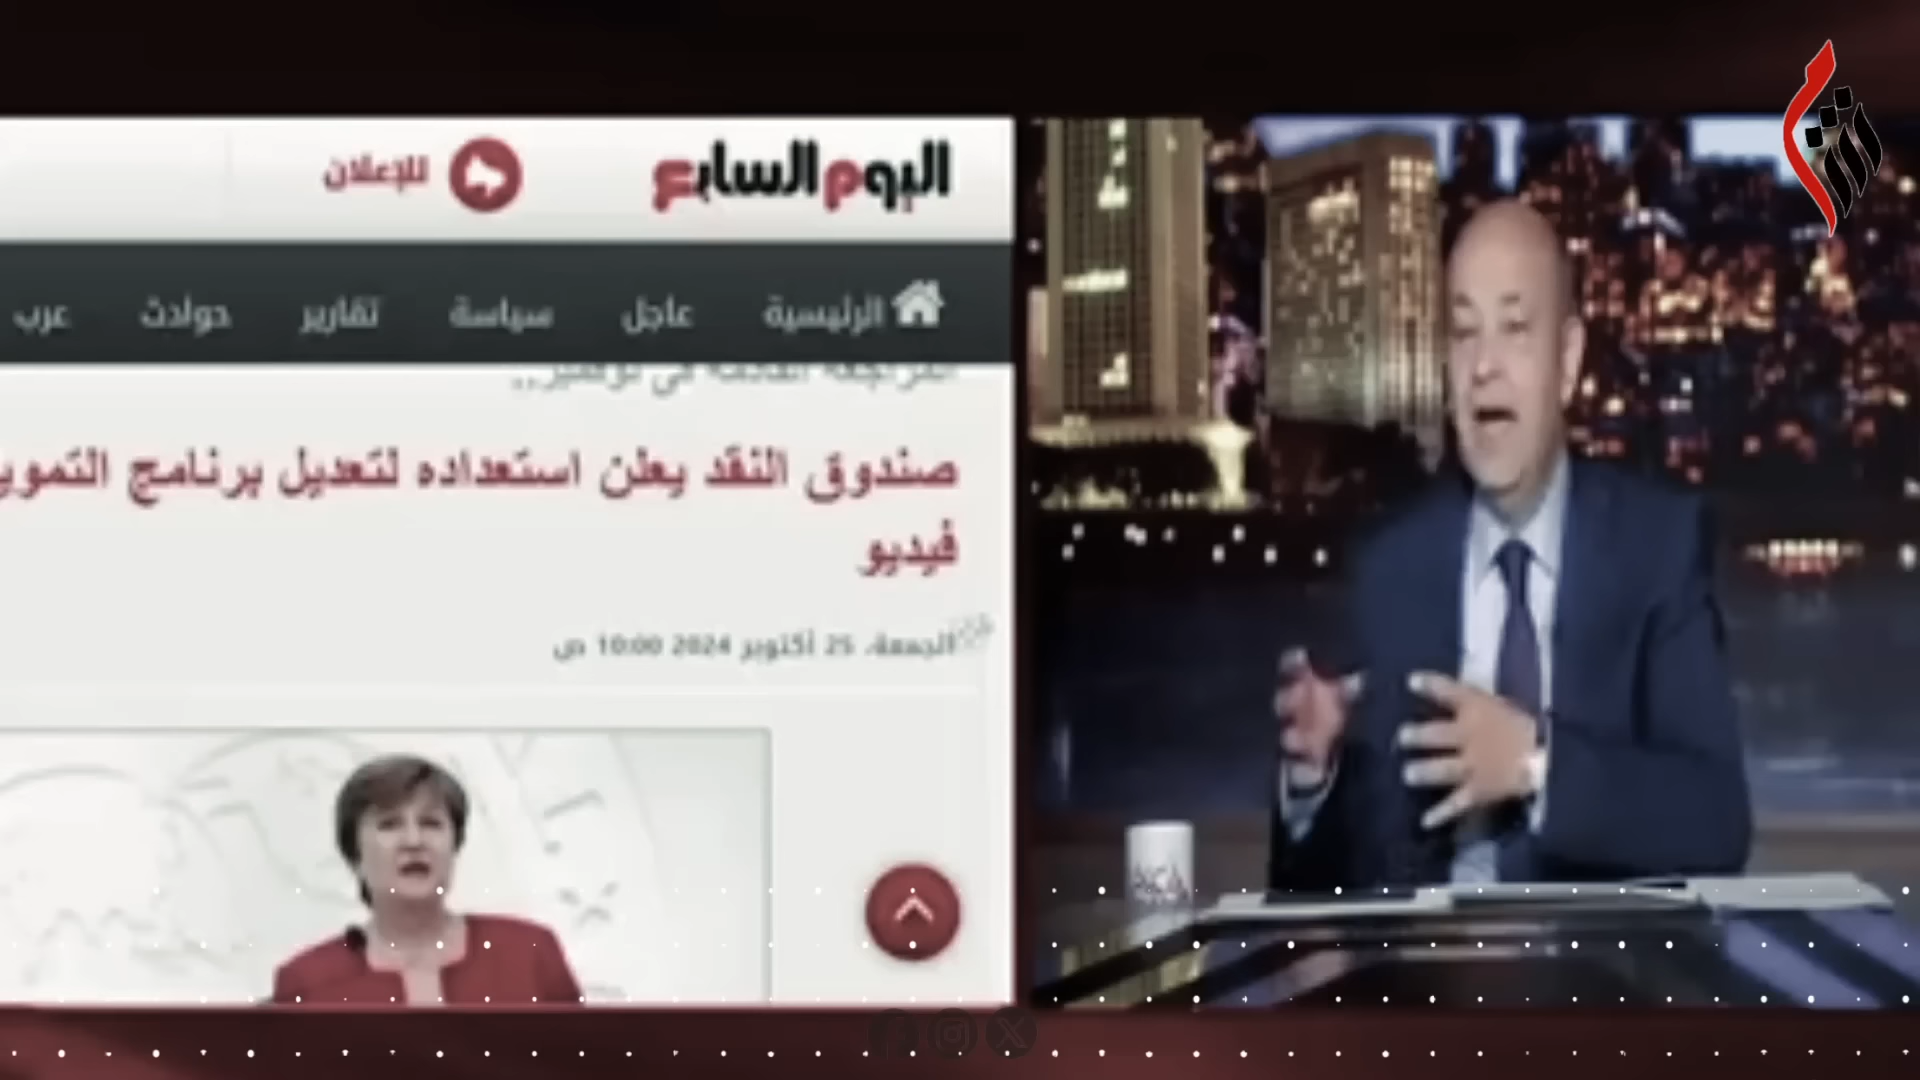 اليوم السابع
للإعلان
الرئيسية عاجل سياسة تقارير حوادث عرب
صندوق النقد يعلن استعداده لتعديل برنامج
فيديو
الجمعة، 25 أكتوبر 2024 10:00 ص